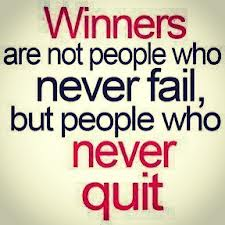 Winners
are not people who
never fail,
but people who
never
quit